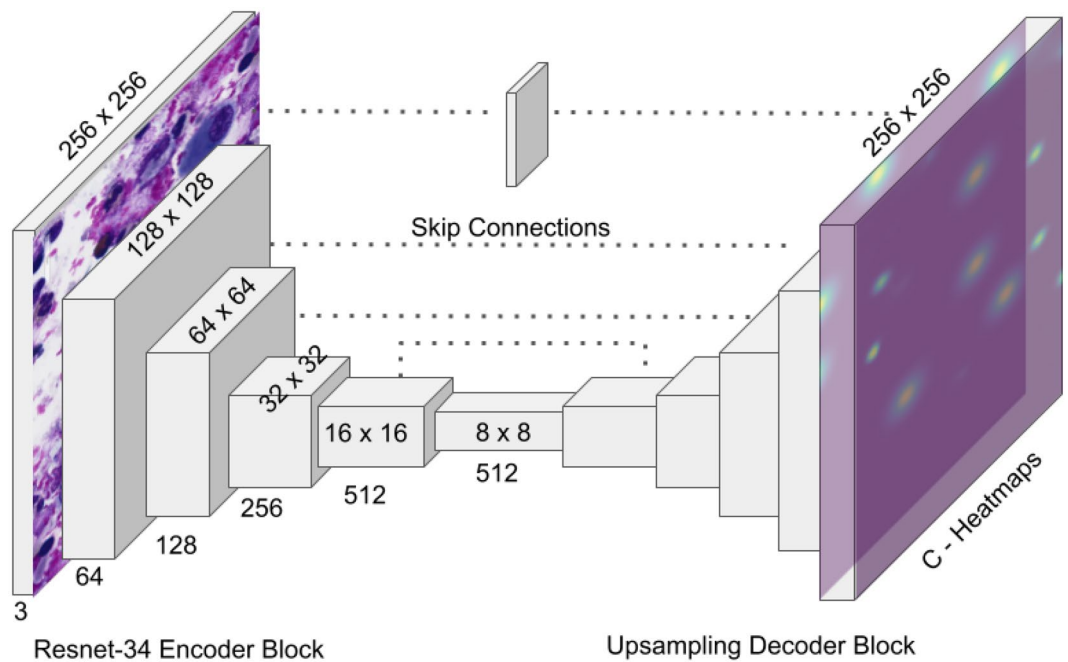 256 x 256
256 x 256
128 x 128
Skip Connections
64 x 64
32 x 32
16 x 16
8 x 8
512
512
256
128
64
3
C - Heatmaps
Resnet-34 Encoder Block
Upsampling Decoder Block